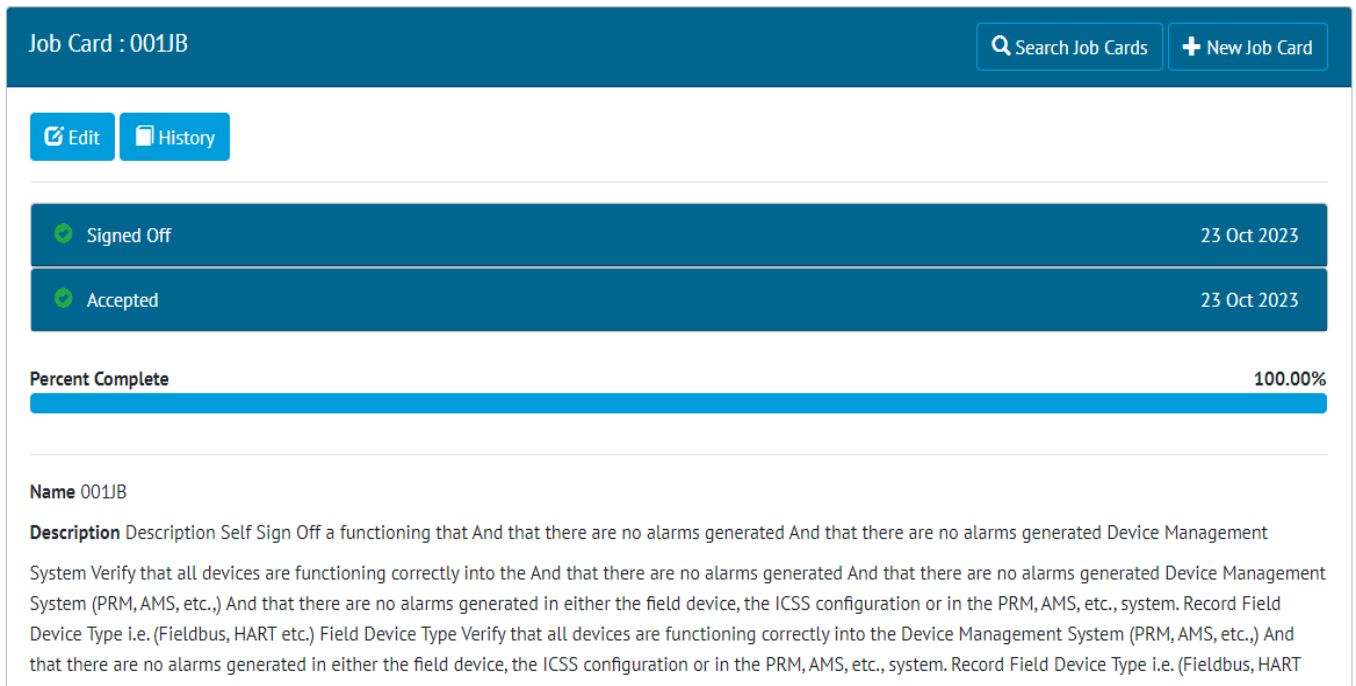 Job Card : 001JB
Search Job Cards
New Job Card
Edit
History
Signed Off 23 Oct 2023
Accepted 23 Oct 2023
Percent Complete 100.00%
Name 001JB
Description Description Self Sign Off a functioning that And that there are no alarms generated And that there are no alarms generated Device Management
System Verify that all devices are functioning correctly into the And that there are no alarms generated And that there are no alarms generated Device Management
System (PRM, AMS, etc.,) And that there are no alarms generated in either the field device, the ICSS configuration or in the PRM, AMS, etc., system. Record Field
Device Type i.e. (Fieldbus, HART etc.) Field Device Type Verify that all devices are functioning correctly into the Device Management System (PRM, AMS, etc.,) And
that there are no alarms generated in either the field device, the ICSS configuration or in the PRM, AMS, etc., system. Record Field Device Type i.e. (Fieldbus, HART